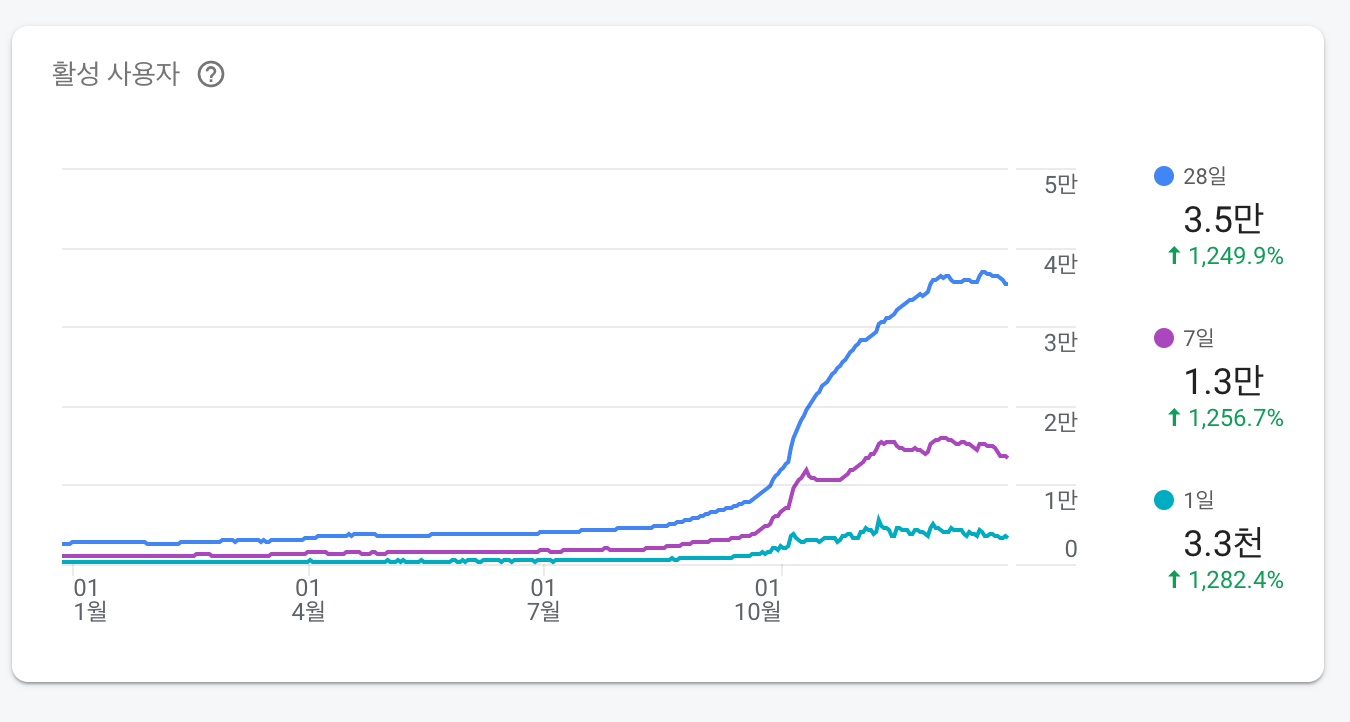 활성 사용자 ?
5만
4만
3만
2만
1만
0
01
1월
01
4월
01
7월
01
10월
28일
3.5만
↑ 1,249.9%
7일
1.3만
↑ 1,256.7%
1일
3.3천
↑ 1,282.4%